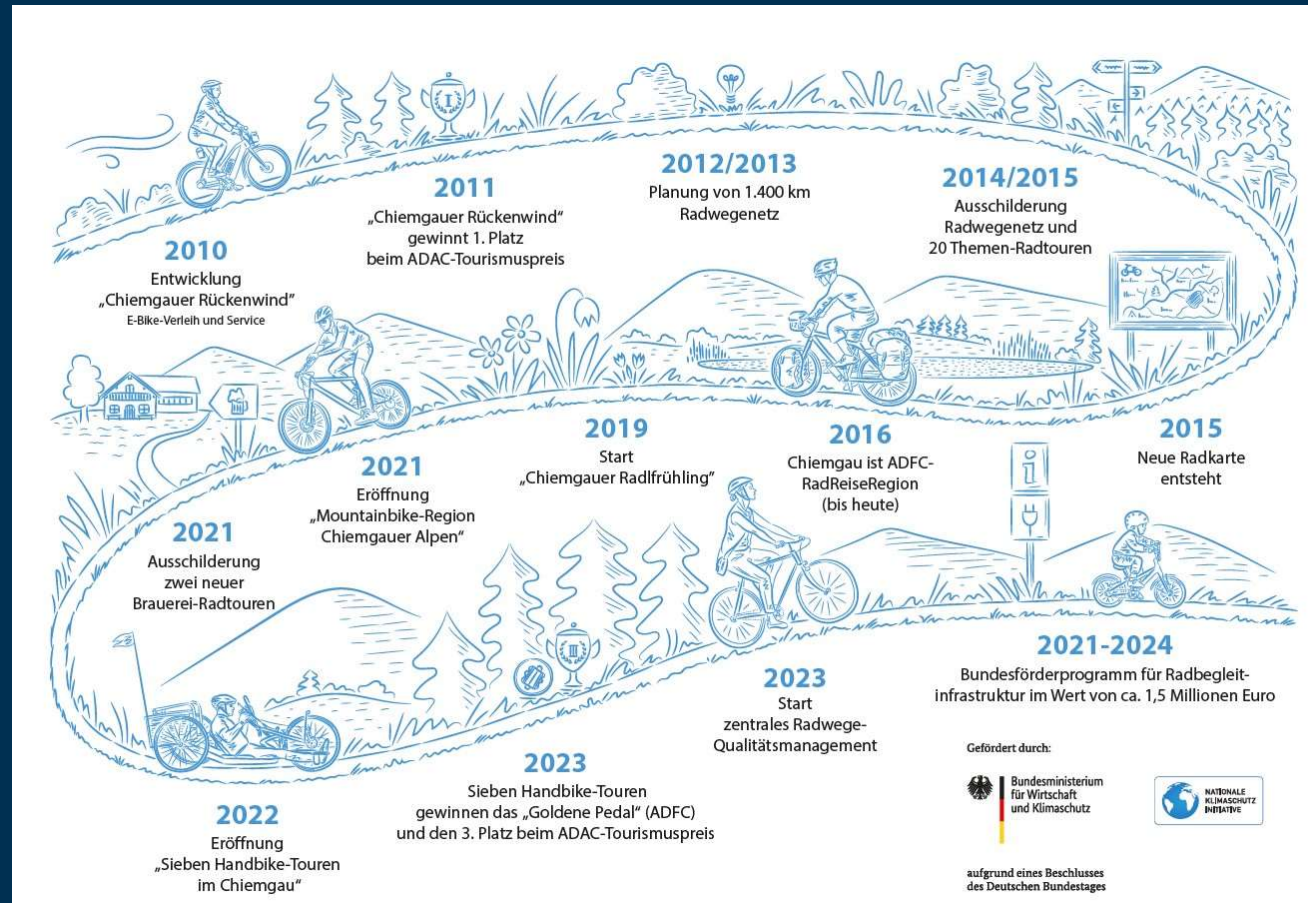 2010
Entwicklung
„Chiemgauer Rückenwind“
E-Bike-Verleih und Service
2011
„Chiemgauer Rückenwind“
gewinnt 1. Platz
beim ADAC-Tourismuspreis
I
2012/2013
Planung von 1.400 km
Radwegenetz
2014/2015
Ausschilderung
Radwegenetz und
20 Themen-Radtouren
2015
Neue Radkarte
entsteht
2016
Chiemgau ist ADFC-
RadReiseRegion
(bis heute)
2019
Start
„Chiemgauer Radlfrühling“
2021
Eröffnung
„Mountainbike-Region
Chiemgauer Alpen“
2021
Ausschilderung
zwei neuer
Brauerei-Radtouren
2022
Eröffnung
„Sieben Handbike-Touren
im Chiemgau“
III
2023
Sieben Handbike-Touren
gewinnen das „Goldene Pedal“ (ADFC)
und den 3. Platz beim ADAC-Tourismuspreis
2023
Start
zentrales Radwege-
Qualitätsmanagement
i
2021-2024
Bundesförderprogramm für Radbegleit-
infrastruktur im Wert von ca. 1,5 Millionen Euro
Gefördert durch:
Bundesministerium
für Wirtschaft
und Klimaschutz
NATIONALE
KLIMASCHUTZ
INITIATIVE
aufgrund eines Beschlusses
des Deutschen Bundestages